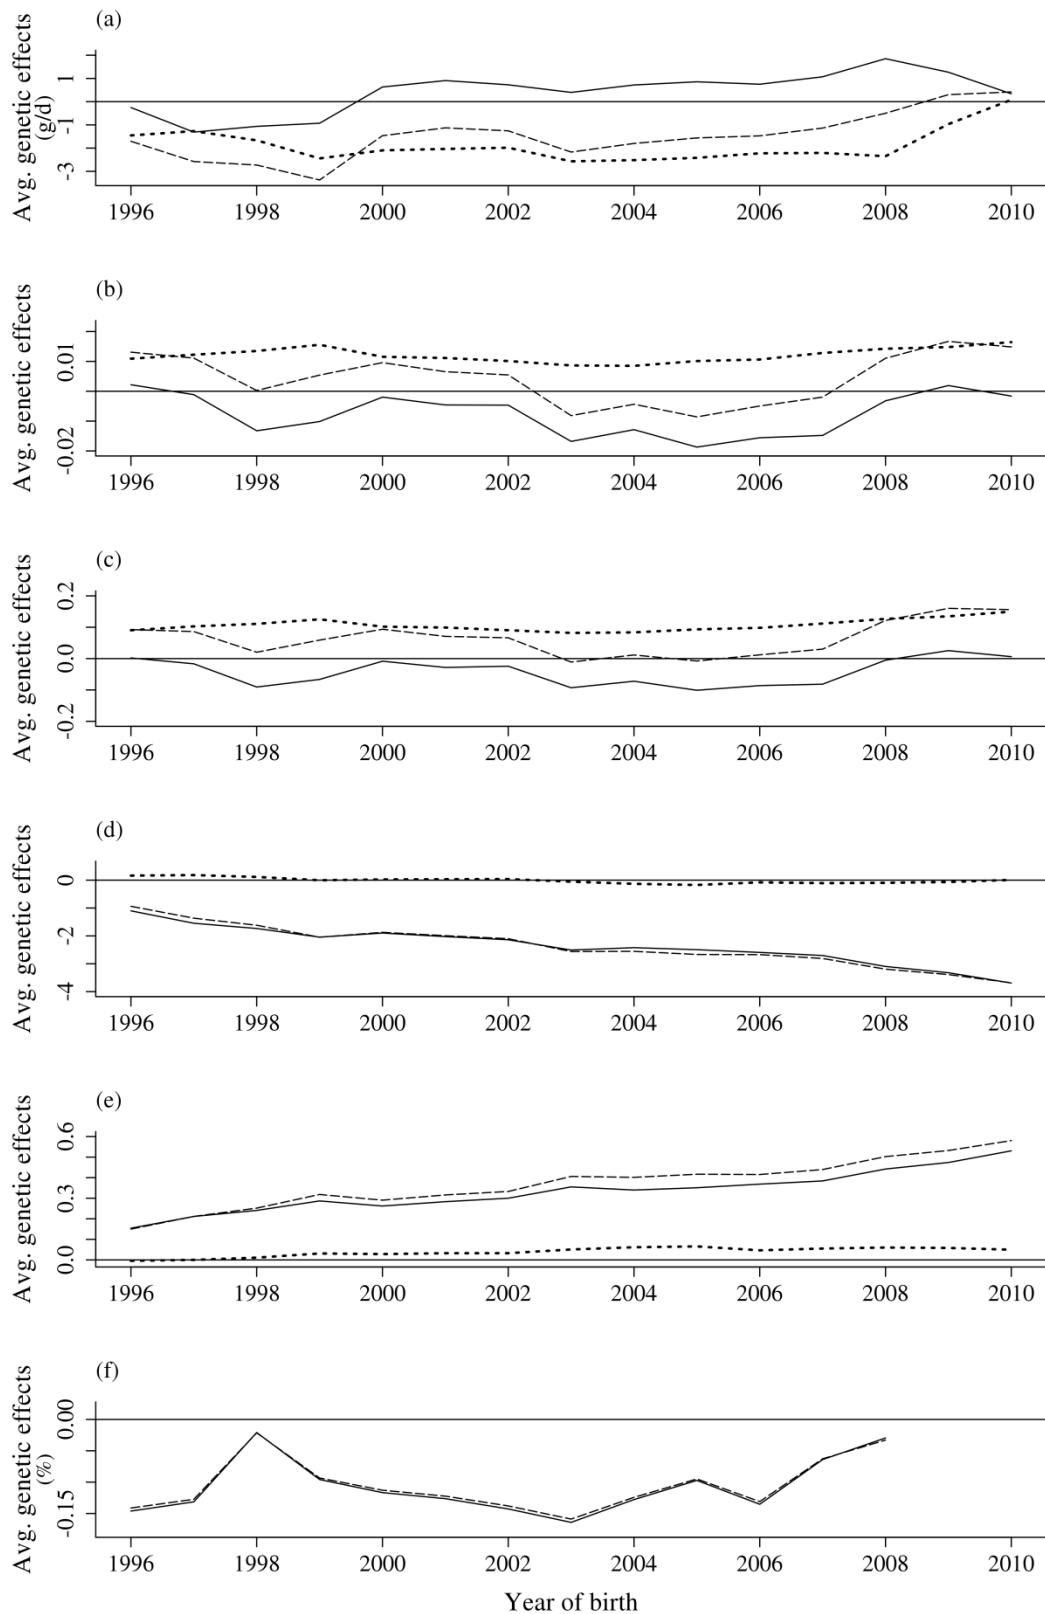 (a)
Avg. genetic effects
(g/d)
1
-1
-3
1996 1998 2000 2002 2004 2006 2008 2010
(b)
Avg. genetic effects
0.01
-0.02
1996 1998 2000 2002 2004 2006 2008 2010
(c)
Avg. genetic effects
0.2
0.0
-0.2
1996 1998 2000 2002 2004 2006 2008 2010
(d)
Avg. genetic effects
0
-2
-4
1996 1998 2000 2002 2004 2006 2008 2010
(e)
Avg. genetic effects
0.6
0.3
0.0
1996 1998 2000 2002 2004 2006 2008 2010
(f)
Avg. genetic effects
(%)
0.00
-0.15
1996 1998 2000 2002 2004 2006 2008 2010
Year of birth